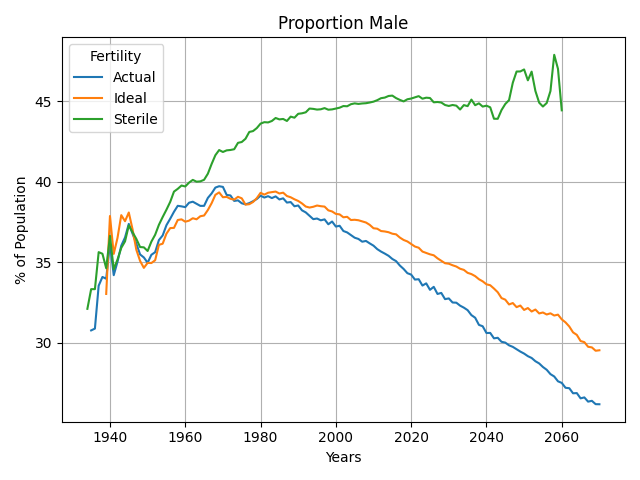 Proportion Male
Fertility
Actual
Ideal
Sterile
% of Population
45
40
35
30
1940 1960 1980 2000 2020 2040 2060
Years